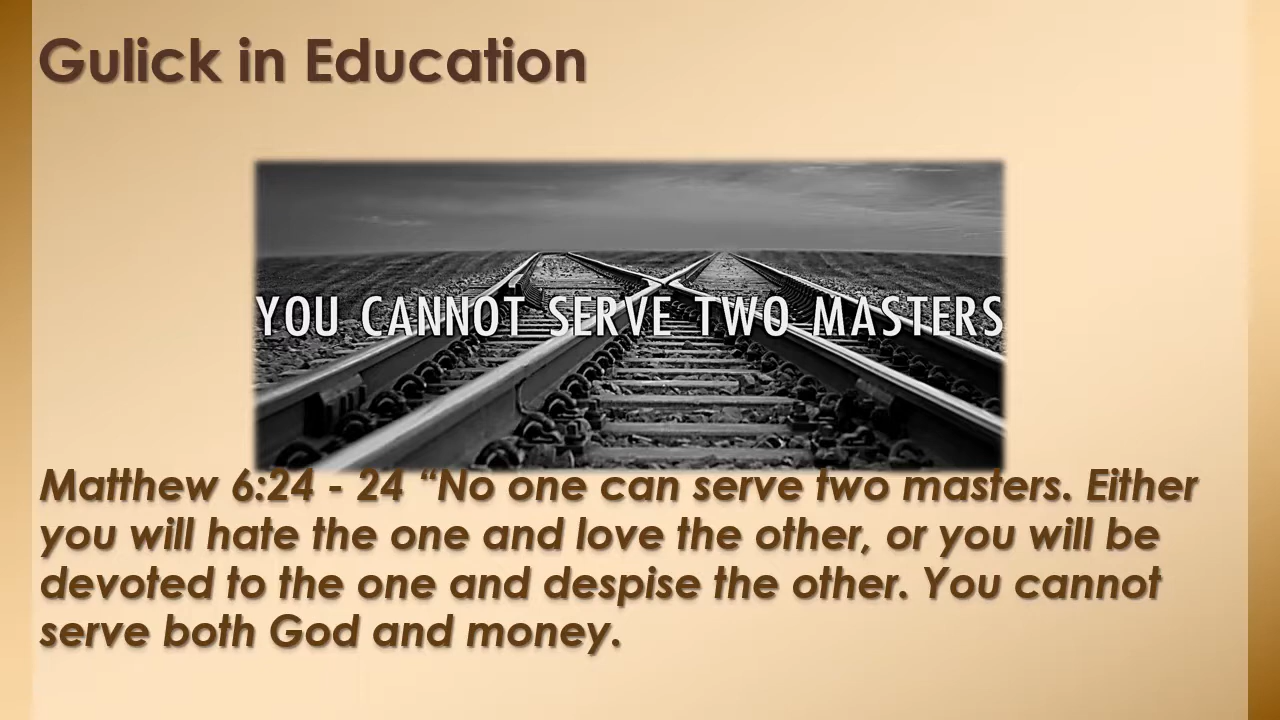 Gulick in Education
YOU CANNOT SERVE TWO MASTERS
Matthew 6:24 - 24 “No one can serve two masters. Either
you will hate the one and love the other, or you will be
devoted to the one and despise the other. You cannot
serve both God and money.